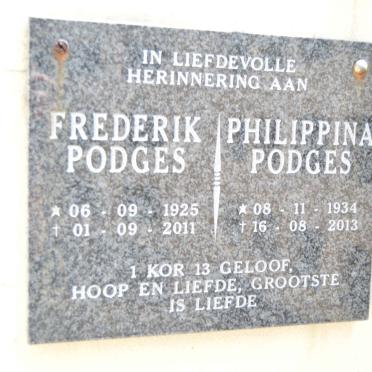 IN LIEFDEVOLLE
HERINNERING AAN
FREDERIK
PODGES
★ 06 - 09 - 1925
† 01 - 09 - 2011
PHILIPPINA
PODGES
★ 08 - 11 - 1934
† 16 - 08 - 2013
1 KOR 13 GELOOF,
HOOP EN LIEFDE, GROOTSTE
IS LIEFDE